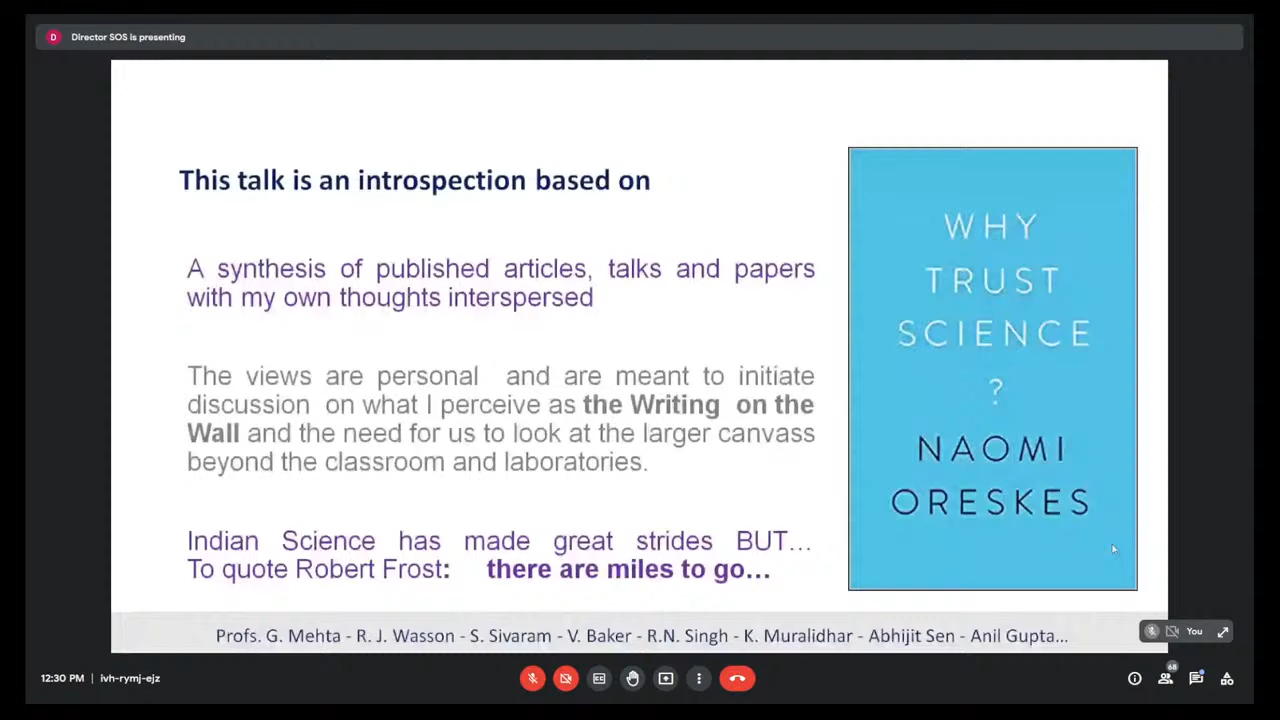 D Director SOS is presenting
This talk is an introspection based on
A synthesis of published articles, talks and papers
with my own thoughts interspersed
The views are personal and are meant to initiate
discussion on what I perceive as the Writing on the
Wall and the need for us to look at the larger canvass
beyond the classroom and laboratories.
Indian Science has made great strides BUT...
To quote Robert Frost: there are miles to go...
WHY
TRUST
SCIENCE
?
NAOMI
ORESKES
Profs. G. Mehta - R. J. Wasson - S. Sivaram - V. Baker - R.N. Singh - K. Muralidhar - Abhijit Sen - Anil Gupta...
You
12:30 PM | ivh-rymj-ejz
68